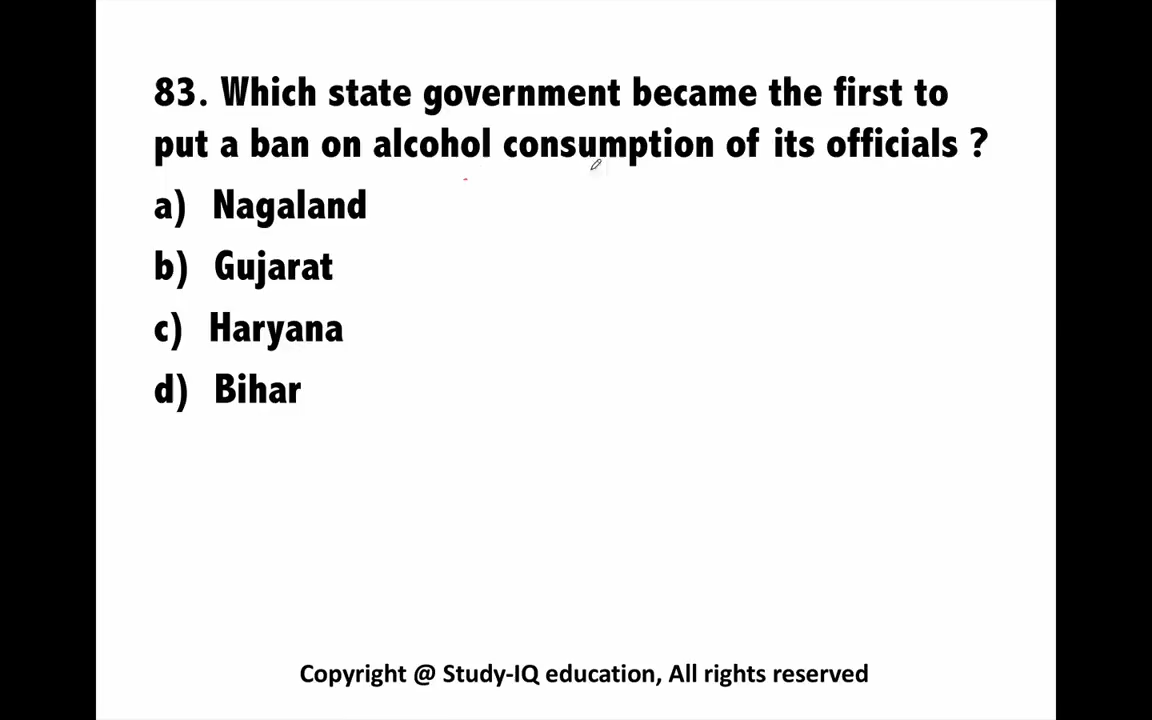 83. Which state government became the first to
put a ban on alcohol consumption of its officials ?
a) Nagaland
b) Gujarat
c) Haryana
d) Bihar
Copyright @ Study-IQ education, All rights reserved